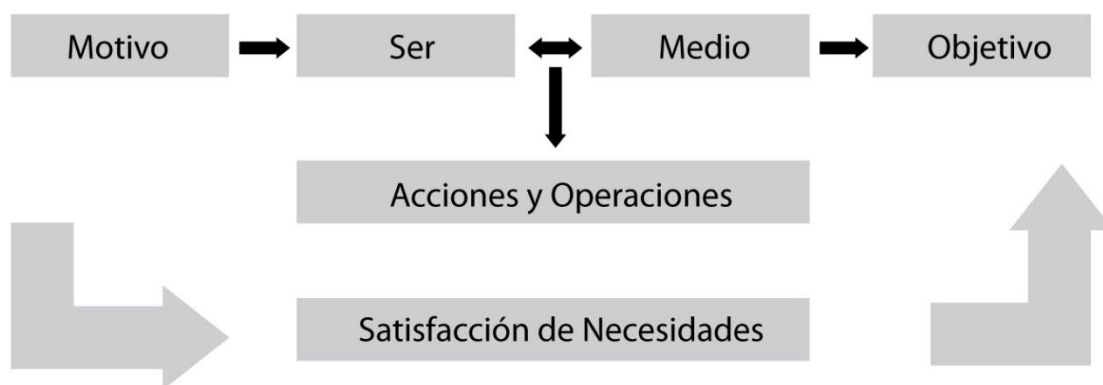 Motivo
Ser
Medio
Objetivo
Acciones y Operaciones
Satisfacción de Necesidades